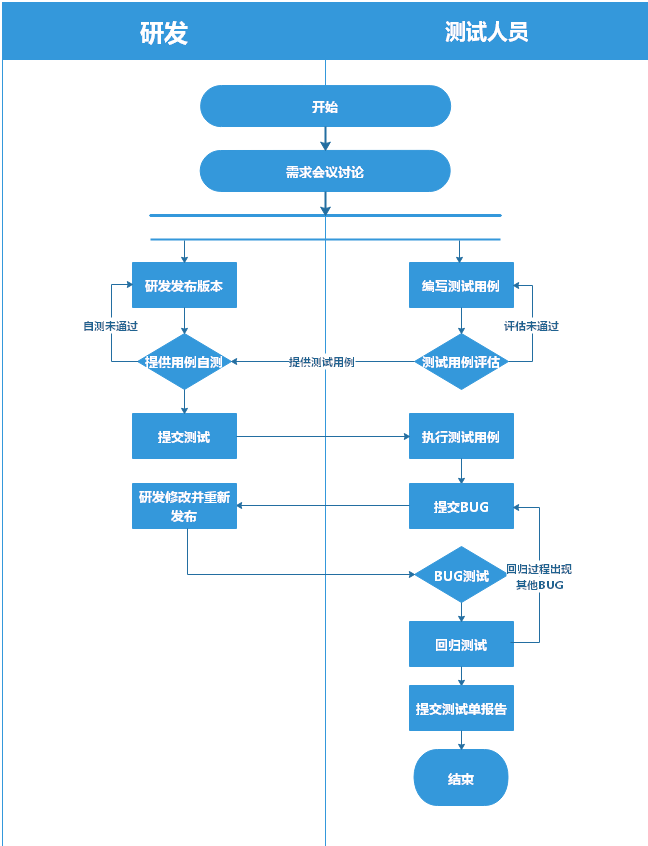 研发
测试人员
开始
需求会议讨论
研发发布版本
编写测试用例
自测未通过
评估未通过
提供用例自测
提供测试用例
测试用例评估
提交测试
执行测试用例
研发修改并重新
发布
提交BUG
BUG测试
回归过程出现
其他BUG
回归测试
提交测试单报告
结束